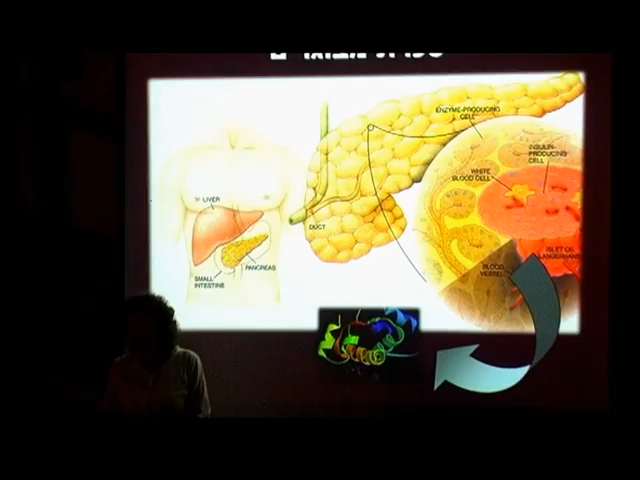 ENZYME-PRODUCING
CELL
INSULIN-
PRODUCING
CELL
WHITE
BLOOD CELL
LIVER
DUCT
PANCREAS
SMALL
INTESTINE
BLOOD
VESSEL
ISLET OF
LANGERHANS